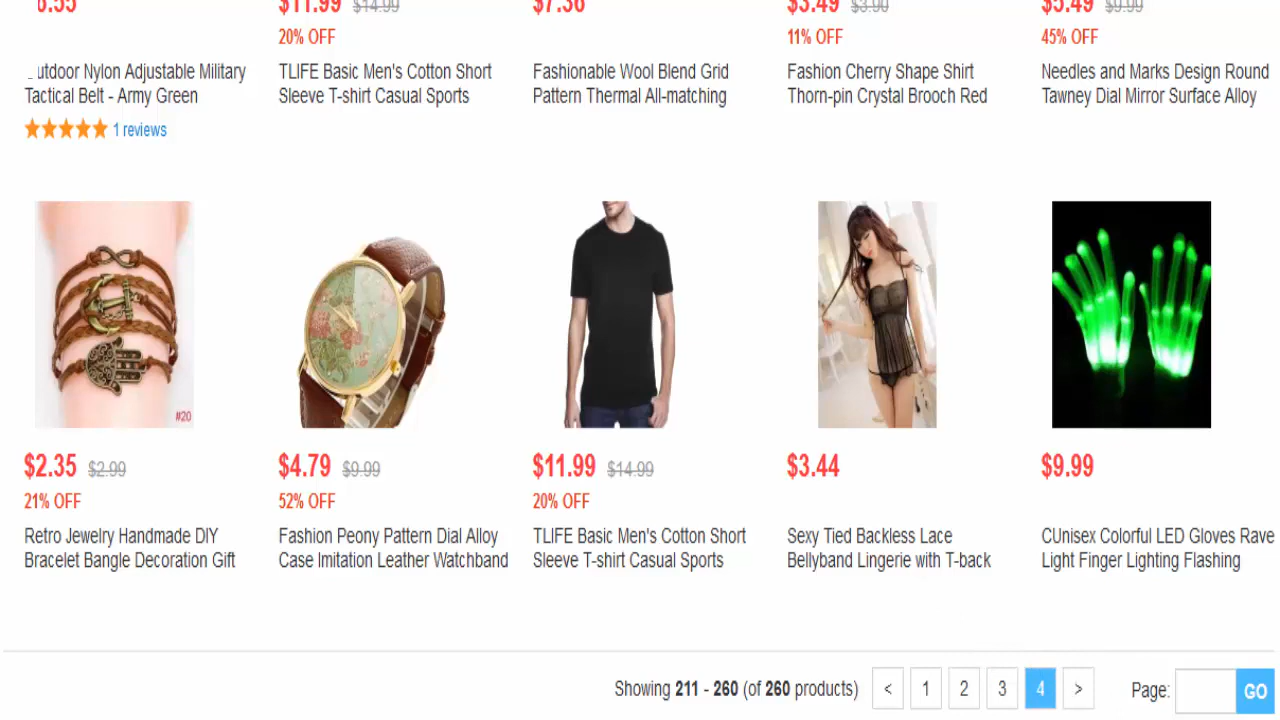 $11.99 $14.99
$7.36
$3.49 $3.90
$5.49 $9.99
20% OFF
11% OFF
45% OFF
utdoor Nylon Adjustable Military
Tactical Belt - Army Green
1 reviews
TLIFE Basic Men's Cotton Short
Sleeve T-shirt Casual Sports
Fashionable Wool Blend Grid
Pattern Thermal All-matching
Fashion Cherry Shape Shirt
Thorn-pin Crystal Brooch Red
Needles and Marks Design Round
Tawney Dial Mirror Surface Alloy
#20
$2.35 $2.99
21% OFF
Retro Jewelry Handmade DIY
Bracelet Bangle Decoration Gift
$4.79 $9.99
52% OFF
Fashion Peony Pattern Dial Alloy
Case Imitation Leather Watchband
$11.99 $14.99
20% OFF
TLIFE Basic Men's Cotton Short
Sleeve T-shirt Casual Sports
$3.44
Sexy Tied Backless Lace
Bellyband Lingerie with T-back
$9.99
CUnisex Colorful LED Gloves Rave
Light Finger Lighting Flashing
Showing 211 - 260 (of 260 products) < 1 2 3 4 > Page: GO